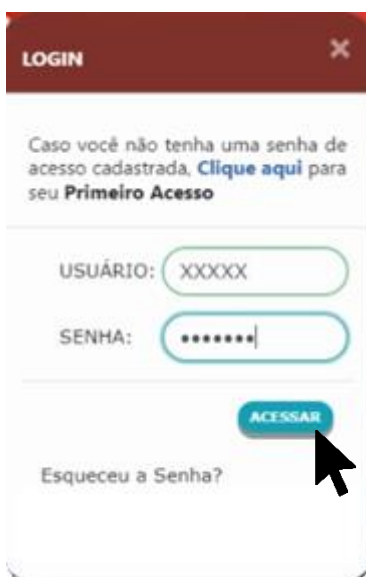 LOGIN ×
Caso você não tenha uma senha de
acesso cadastrada, Clique aqui para
seu Primeiro Acesso
USUÁRIO: XXXXX
SENHA: •••••••
ACESSAR
Esqueceu a Senha?